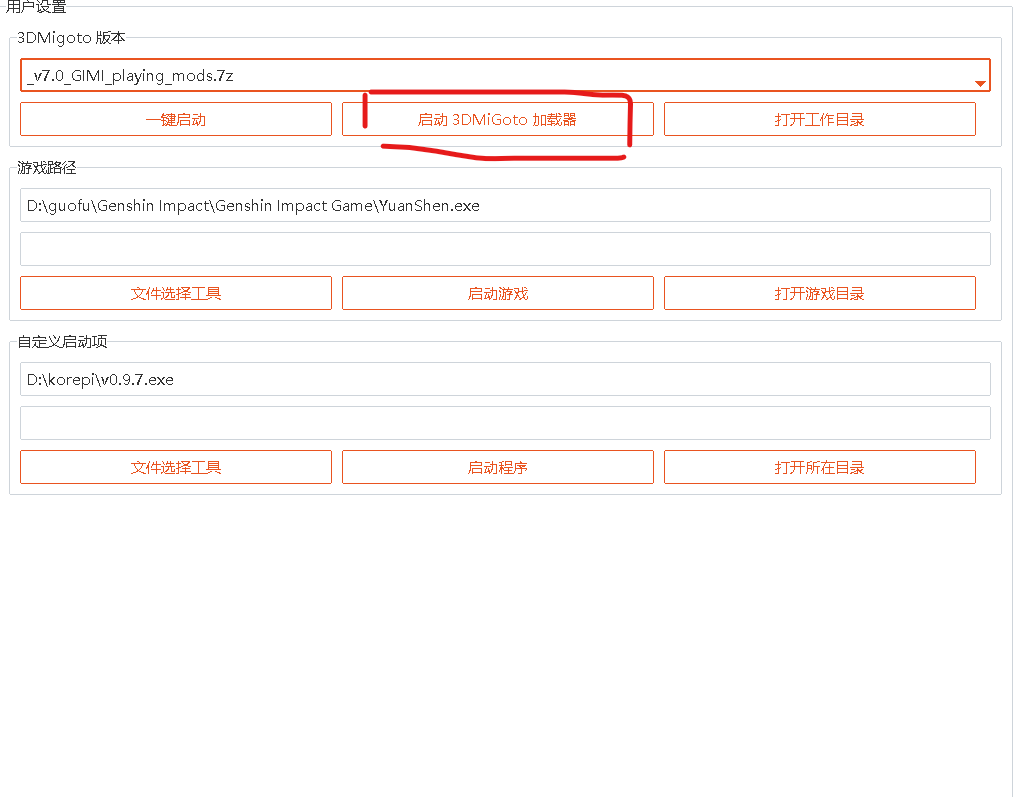 用户设置
3DMigoto 版本
_v7.0_GIMI_playing_mods.7z
一键启动 启动 3DMiGoto 加载器 打开工作目录
游戏路径
D:\guofu\Genshin Impact\Genshin Impact Game\YuanShen.exe
文件选择工具 启动游戏 打开游戏目录
自定义启动项
D:\korepi\v0.9.7.exe
文件选择工具 启动程序 打开所在目录